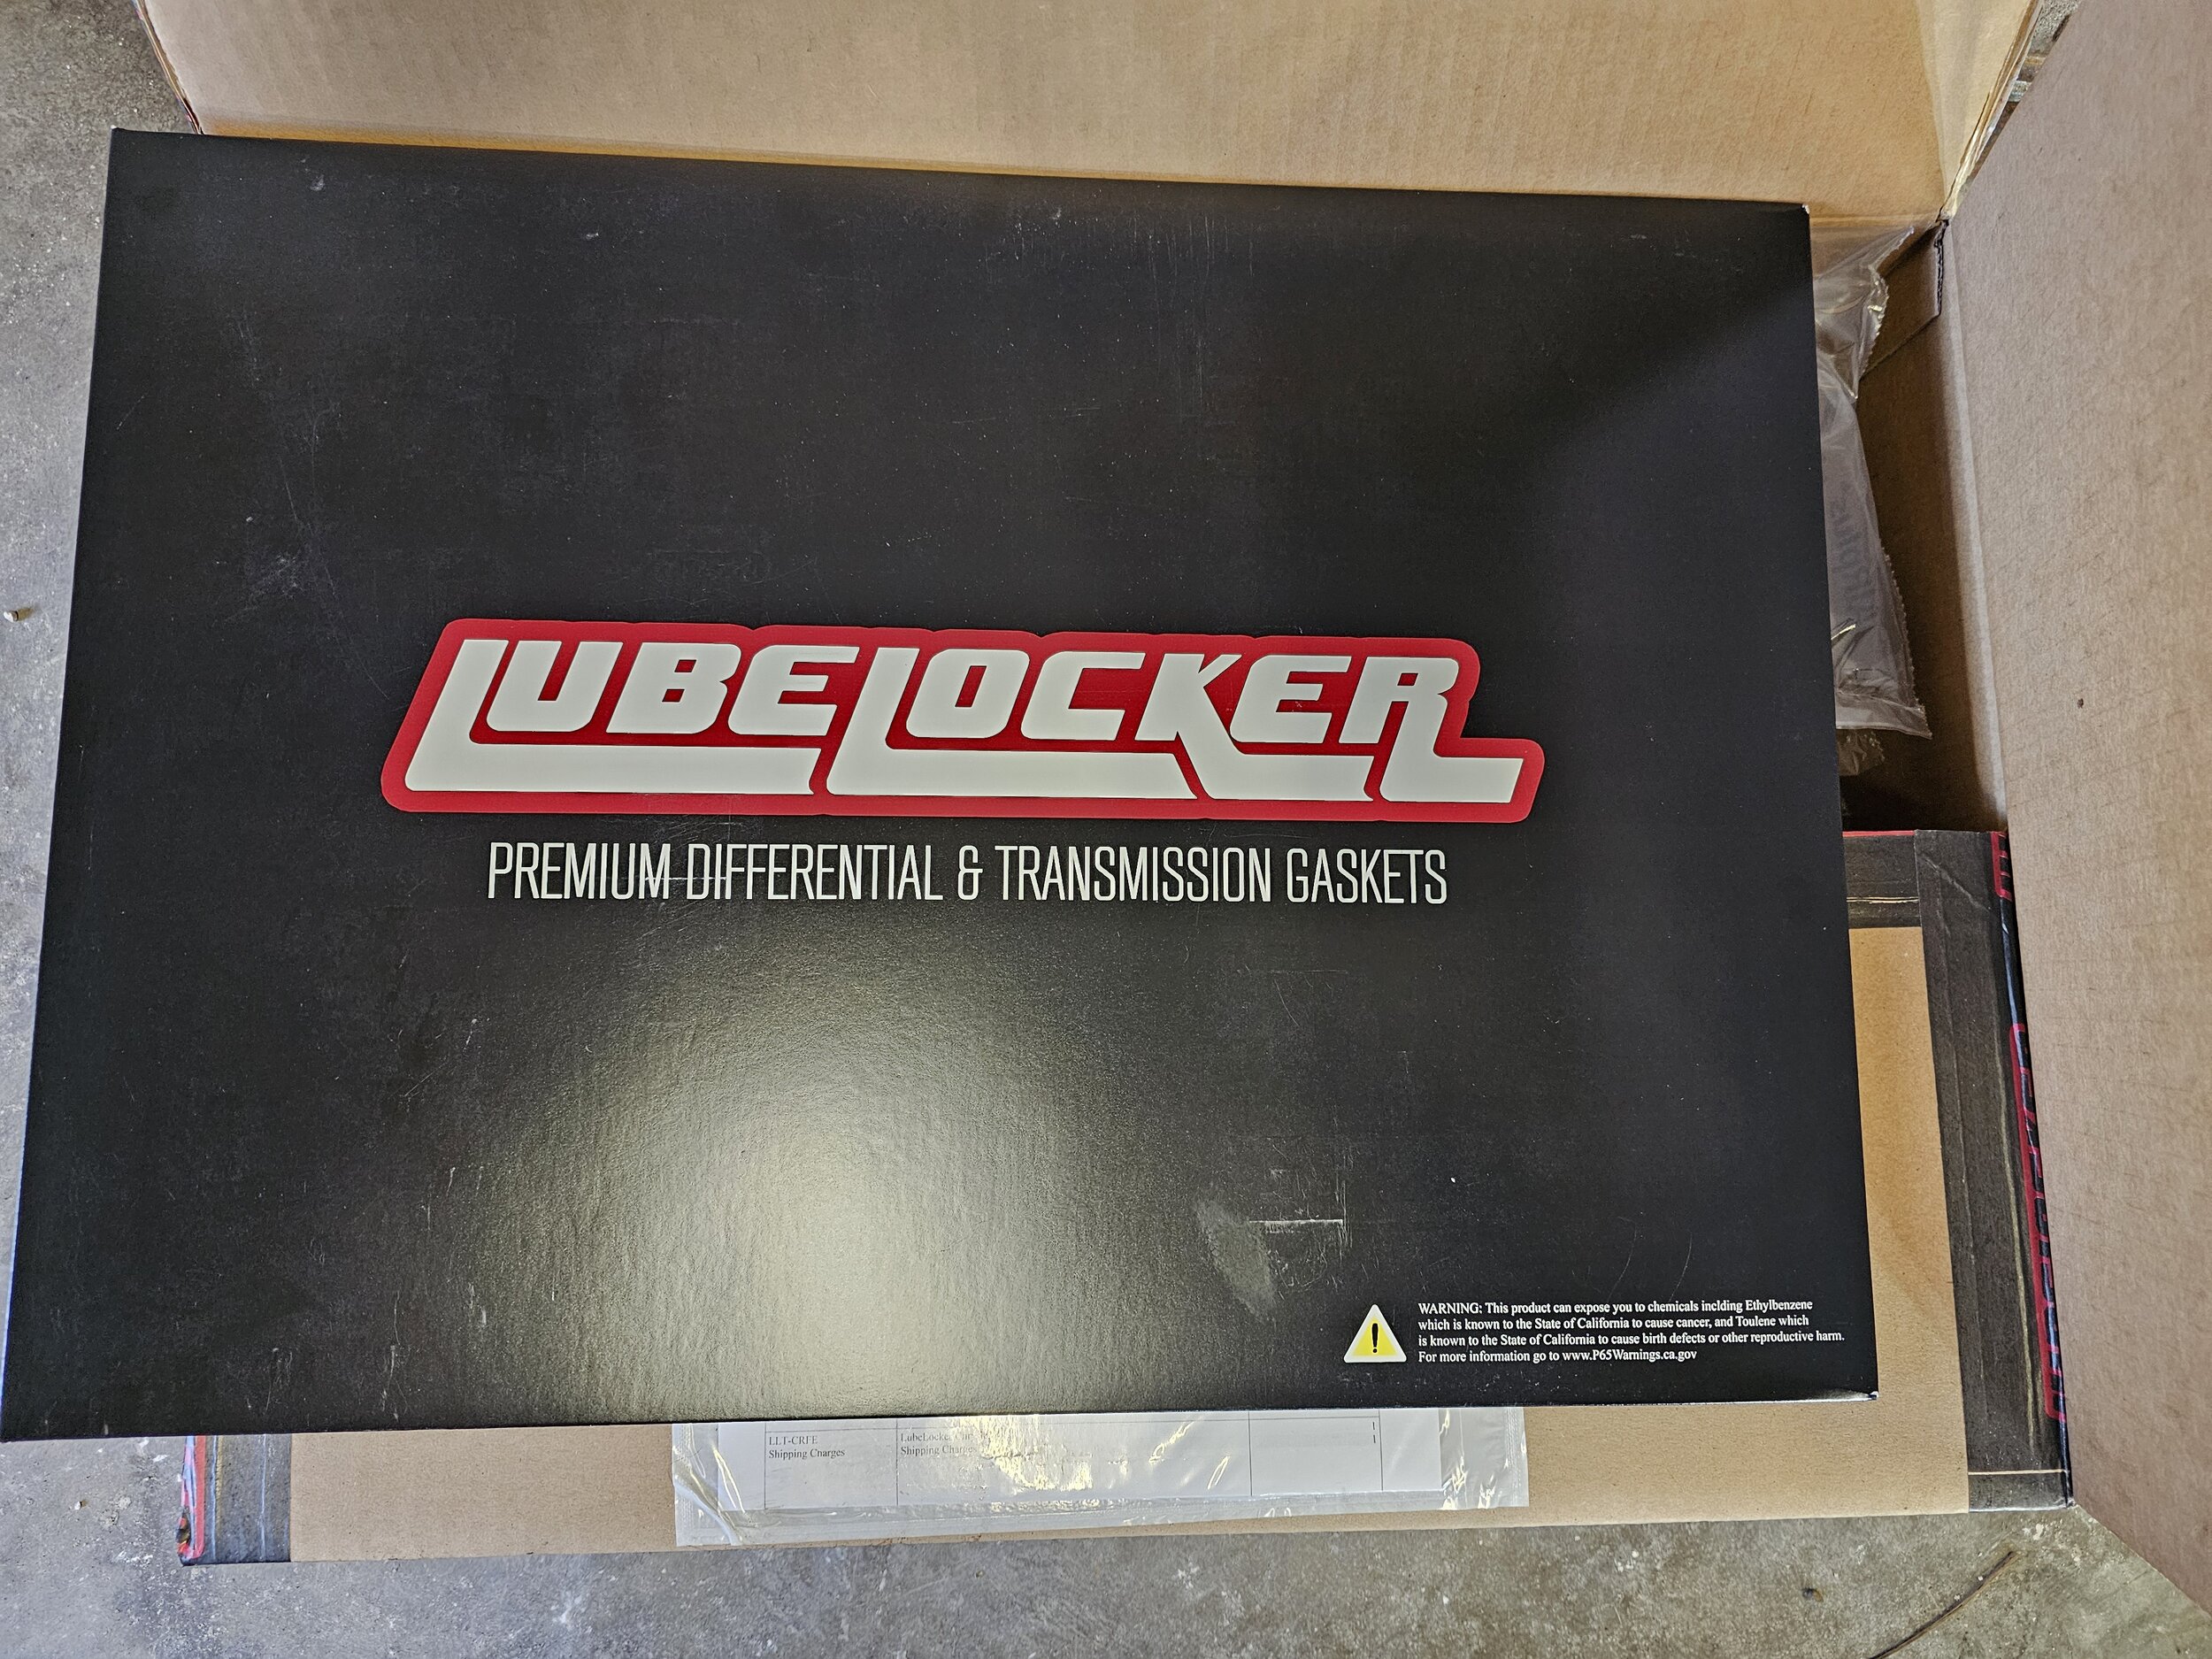 LUBELOCKER
PREMIUM DIFFERENTIAL & TRANSMISSION GASKETS
WARNING: This product can expose you to chemicals inclding Ethylbenzene
which is known to the State of California to cause cancer, and Toulene which
is known to the State of California to cause birth defects or other reproductive harm.
For more information go to www.P65Warnings.ca.gov
LLT-CRFE LubeLocker 1
Shipping Charges Shipping 1